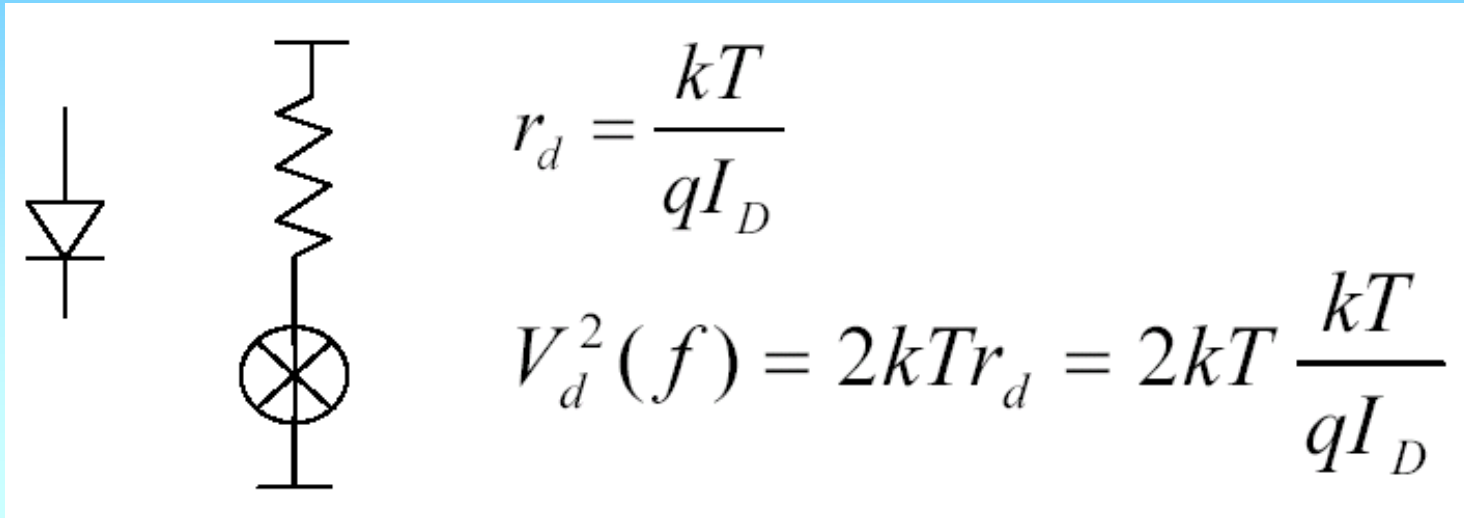 r_d = kT / qI_D
V_d^2(f) = 2kTr_d = 2kT kT / qI_D